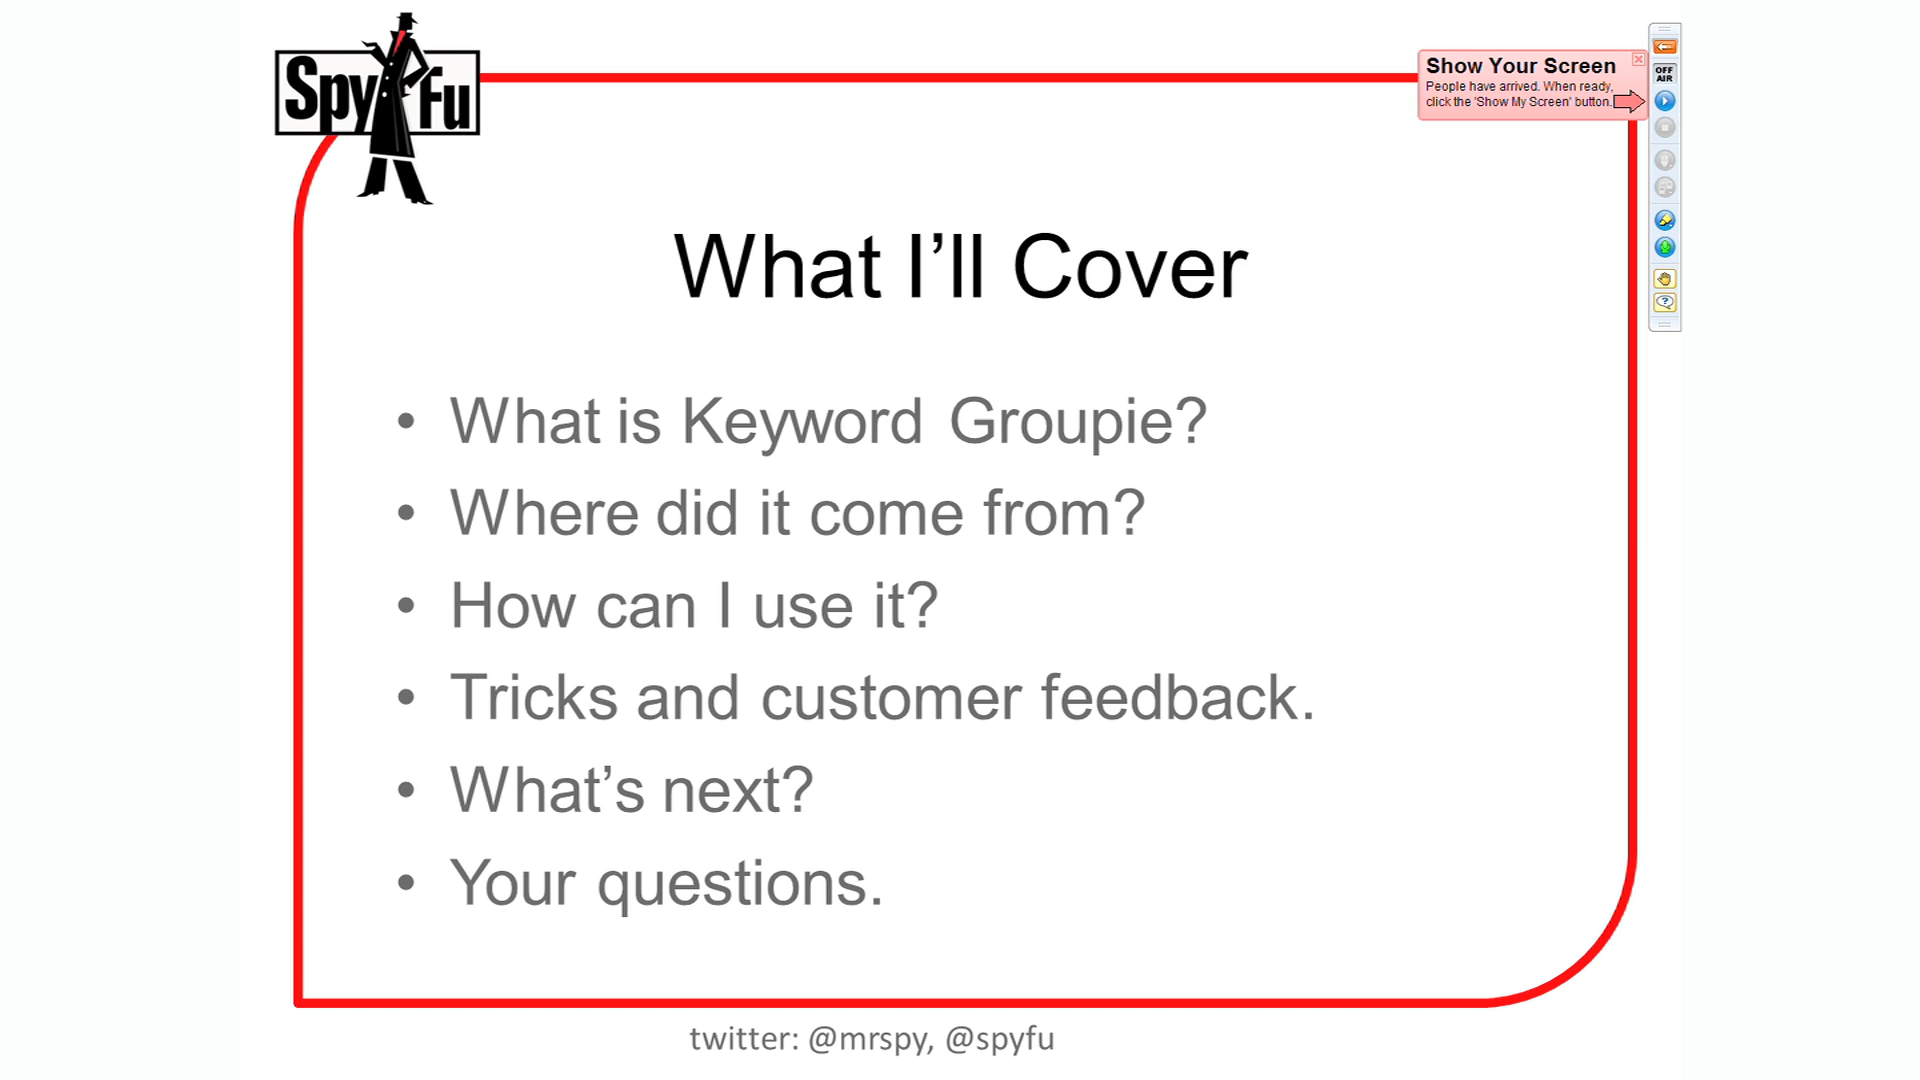 SpyFu
Show Your Screen
People have arrived. When ready,
click the 'Show My Screen' button.
OFF
AIR
What I’ll Cover
• What is Keyword Groupie?
• Where did it come from?
• How can I use it?
• Tricks and customer feedback.
• What’s next?
• Your questions.
twitter: @mrspy, @spyfu